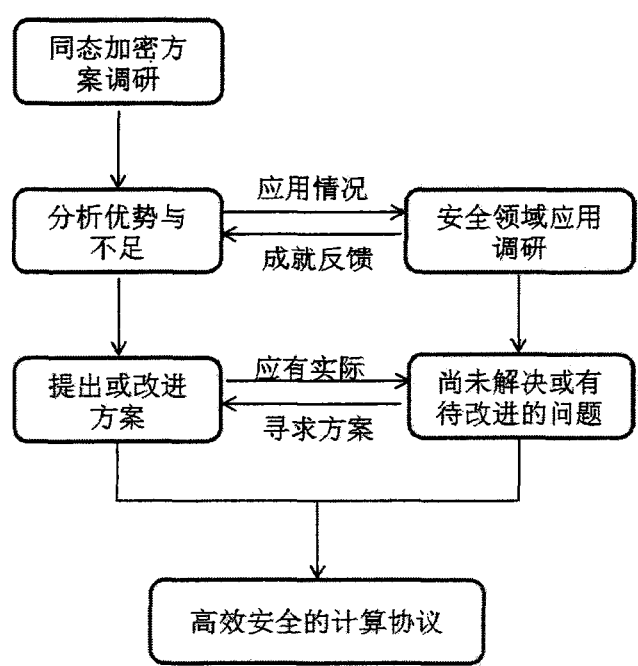 同态加密方
案调研
应用情况
分析优势与
不足
安全领域应用
调研
成就反馈
应有实际
提出或改进
方案
尚未解决或有
待改进的问题
寻求方案
高效安全的计算协议